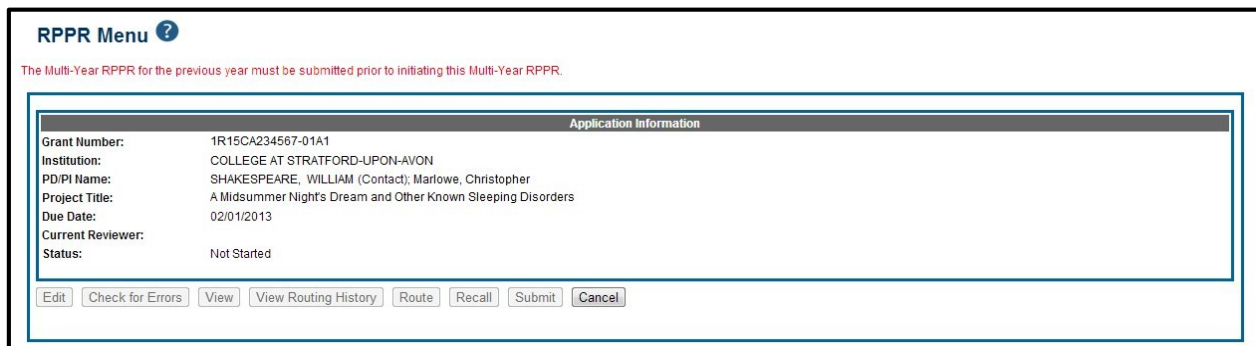 RPPR Menu ?
The Multi-Year RPPR for the previous year must be submitted prior to initiating this Multi-Year RPPR.
Application Information
Grant Number: 1R15CA234567-01A1
Institution: COLLEGE AT STRATFORD-UPON-AVON
PD/PI Name: SHAKESPEARE, WILLIAM (Contact); Marlowe, Christopher
Project Title: A Midsummer Night's Dream and Other Known Sleeping Disorders
Due Date: 02/01/2013
Current Reviewer:
Status: Not Started
Edit Check for Errors View View Routing History Route Recall Submit Cancel